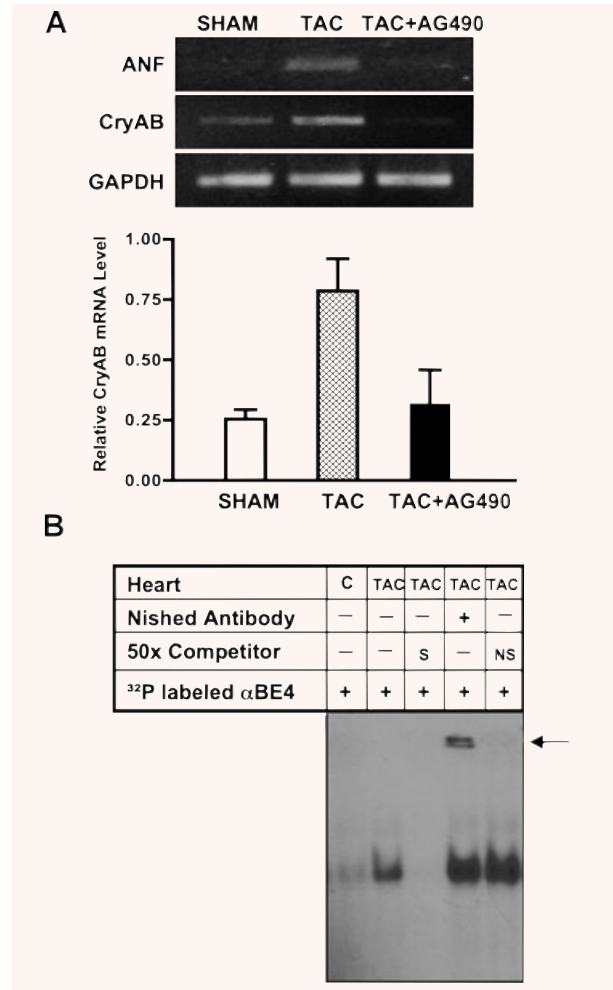 A
SHAM TAC TAC+AG490
ANF
CryAB
GAPDH
Relative CryAB mRNA Level
1.00
0.75
0.50
0.25
0.00
SHAM TAC TAC+AG490
B
Heart C TAC TAC TAC TAC
Nished Antibody — — — + —
50x Competitor — — S — NS
³²P labeled αBE4 + + + + +